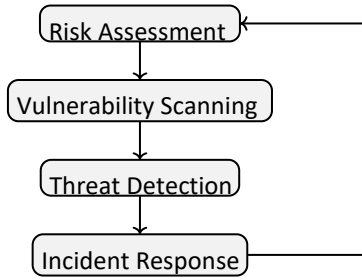 Risk Assessment
Vulnerability Scanning
Threat Detection
Incident Response